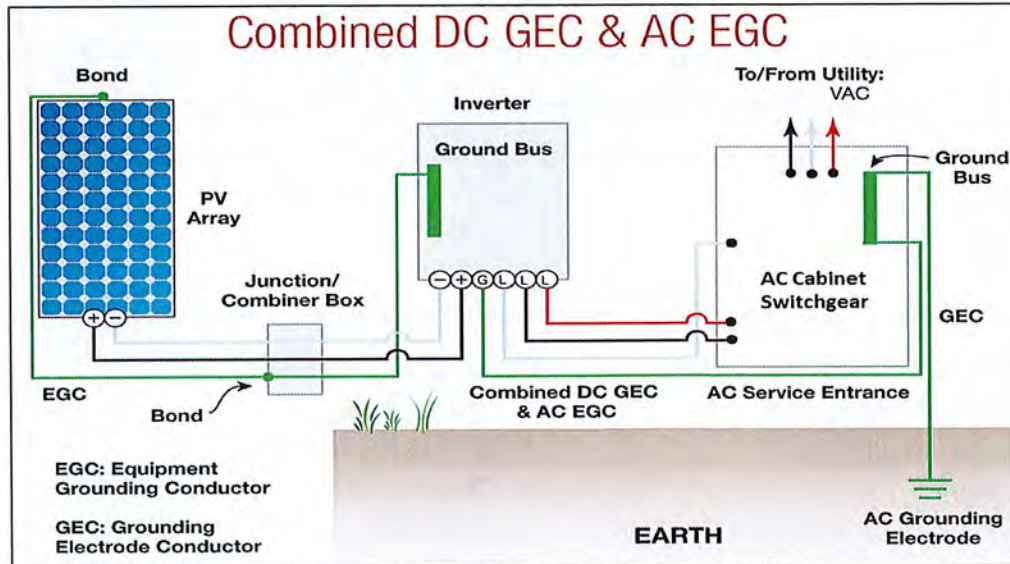 Combined DC GEC & AC EGC
Bond
PV
Array
Junction/
Combiner Box
EGC
Bond
Inverter
Ground Bus
To/From Utility:
VAC
Ground
Bus
AC Cabinet
Switchgear
GEC
+ −
− + G L L L
Combined DC GEC
& AC EGC
AC Service Entrance
EGC: Equipment
Grounding Conductor
GEC: Grounding
Electrode Conductor
EARTH
AC Grounding
Electrode